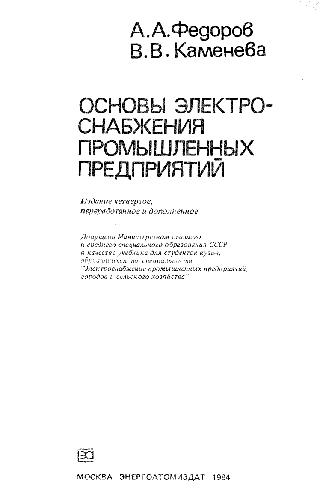 А.А.Федоров
В.В.Каменева
ОСНОВЫ ЭЛЕКТРО-
СНАБЖЕНИЯ
ПРОМЫШЛЕННЫХ
ПРЕДПРИЯТИЙ
Издание четвертое,
переработанное и дополненное
Допущено Министерством высшего
и среднего специального образования СССР
в качестве учебника для студентов вузов,
обучающихся по специальности
"Электроснабжение промышленных предприятий,
городов и сельского хозяйства"
МОСКВА ЭНЕРГОАТОМИЗДАТ 1984